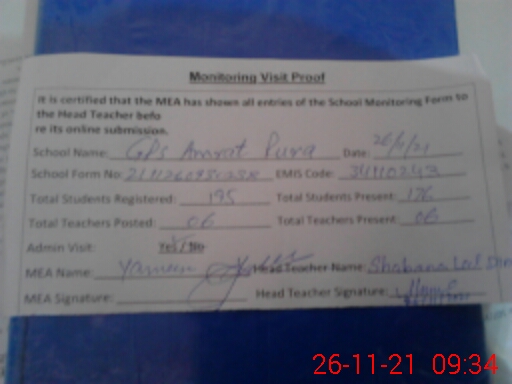 Monitoring Visit Proof
It is certified that the MEA has shown all entries of the School Monitoring Form to
the Head Teacher befo
re its online submission.
School Name: GPS Amrat Pura Date: 26/11/21
School Form No: EMIS Code: 34110243
Total Students Registered: 195 Total Students Present: 176
Total Teachers Posted: 06 Total Teachers Present: 06
Admin Visit: Yes / No
MEA Name: Head Teacher Name: Shabana
MEA Signature: Head Teacher Signature:
26-11-21 09:34